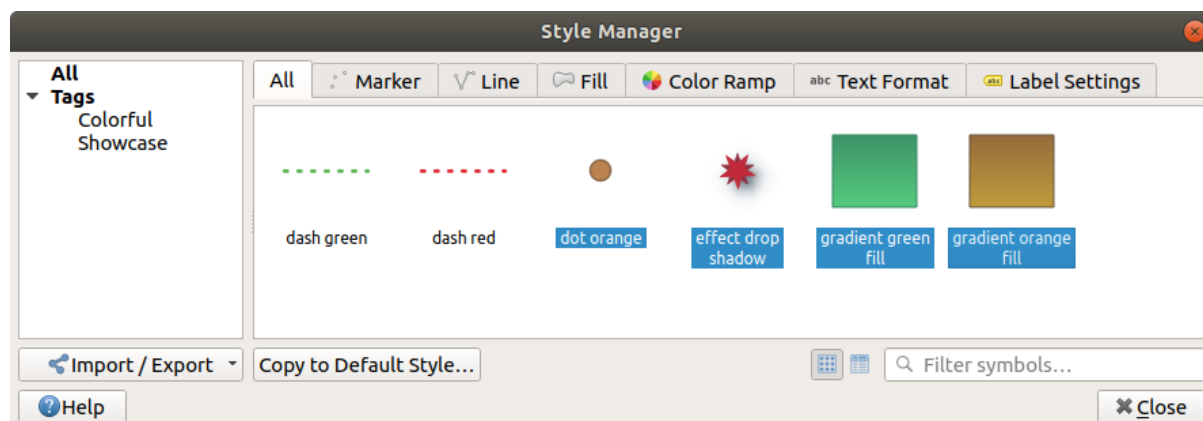 Style Manager
All
Tags
Colorful
Showcase
All
Marker
Line
Fill
Color Ramp
abc Text Format
abc Label Settings
dash green
dash red
dot orange
effect drop
shadow
gradient green
fill
gradient orange
fill
Import / Export
Copy to Default Style...
Filter symbols...
Help
Close